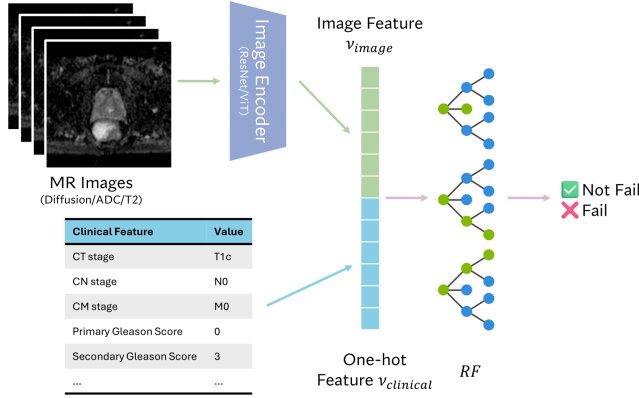 Image Feature
𝑣image
Image Encoder
(ResNet/ViT)
MR Images
(Diffusion/ADC/T2)
Not Fail
Fail
Clinical Feature Value
CT stage T1c
CN stage N0
CM stage M0
Primary Gleason Score 0
Secondary Gleason Score 3
... ...
One-hot
Feature 𝑣clinical
RF